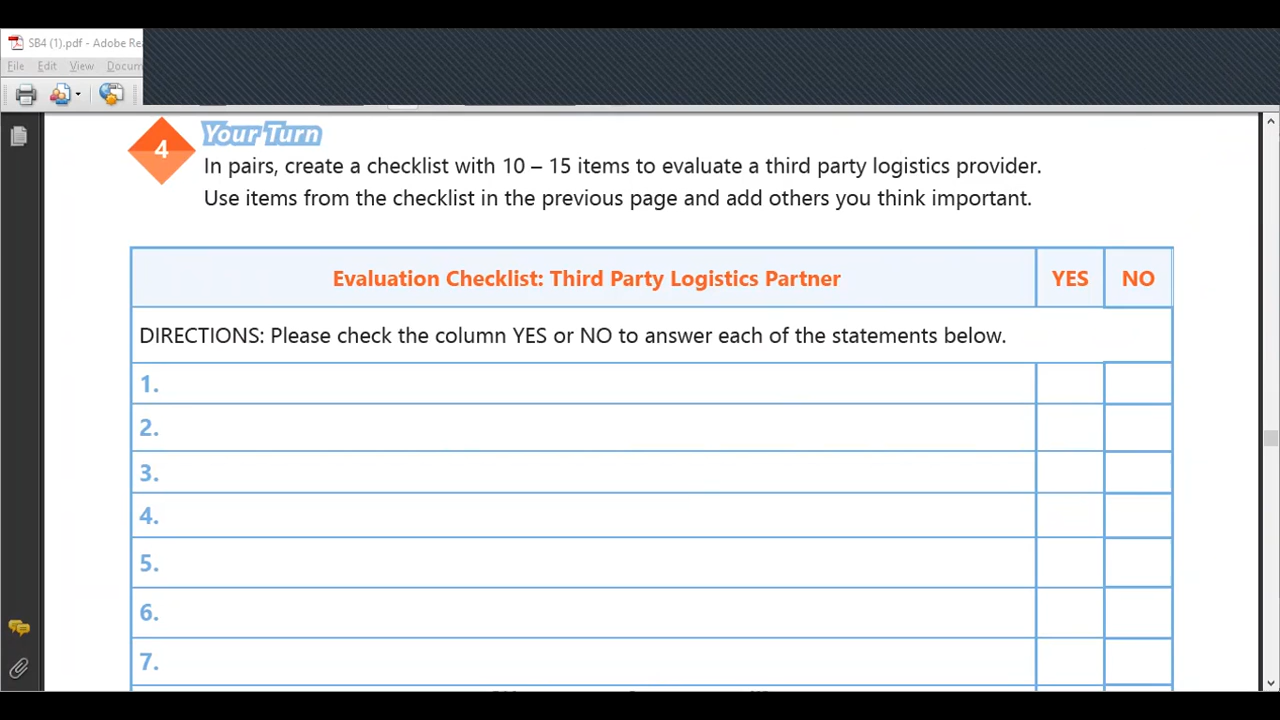 SB4 (1).pdf - Adobe Re
File Edit View Docum
4
Your Turn
In pairs, create a checklist with 10 – 15 items to evaluate a third party logistics provider.
Use items from the checklist in the previous page and add others you think important.
Evaluation Checklist: Third Party Logistics Partner YES NO
DIRECTIONS: Please check the column YES or NO to answer each of the statements below.
1.
2.
3.
4.
5.
6.
7.